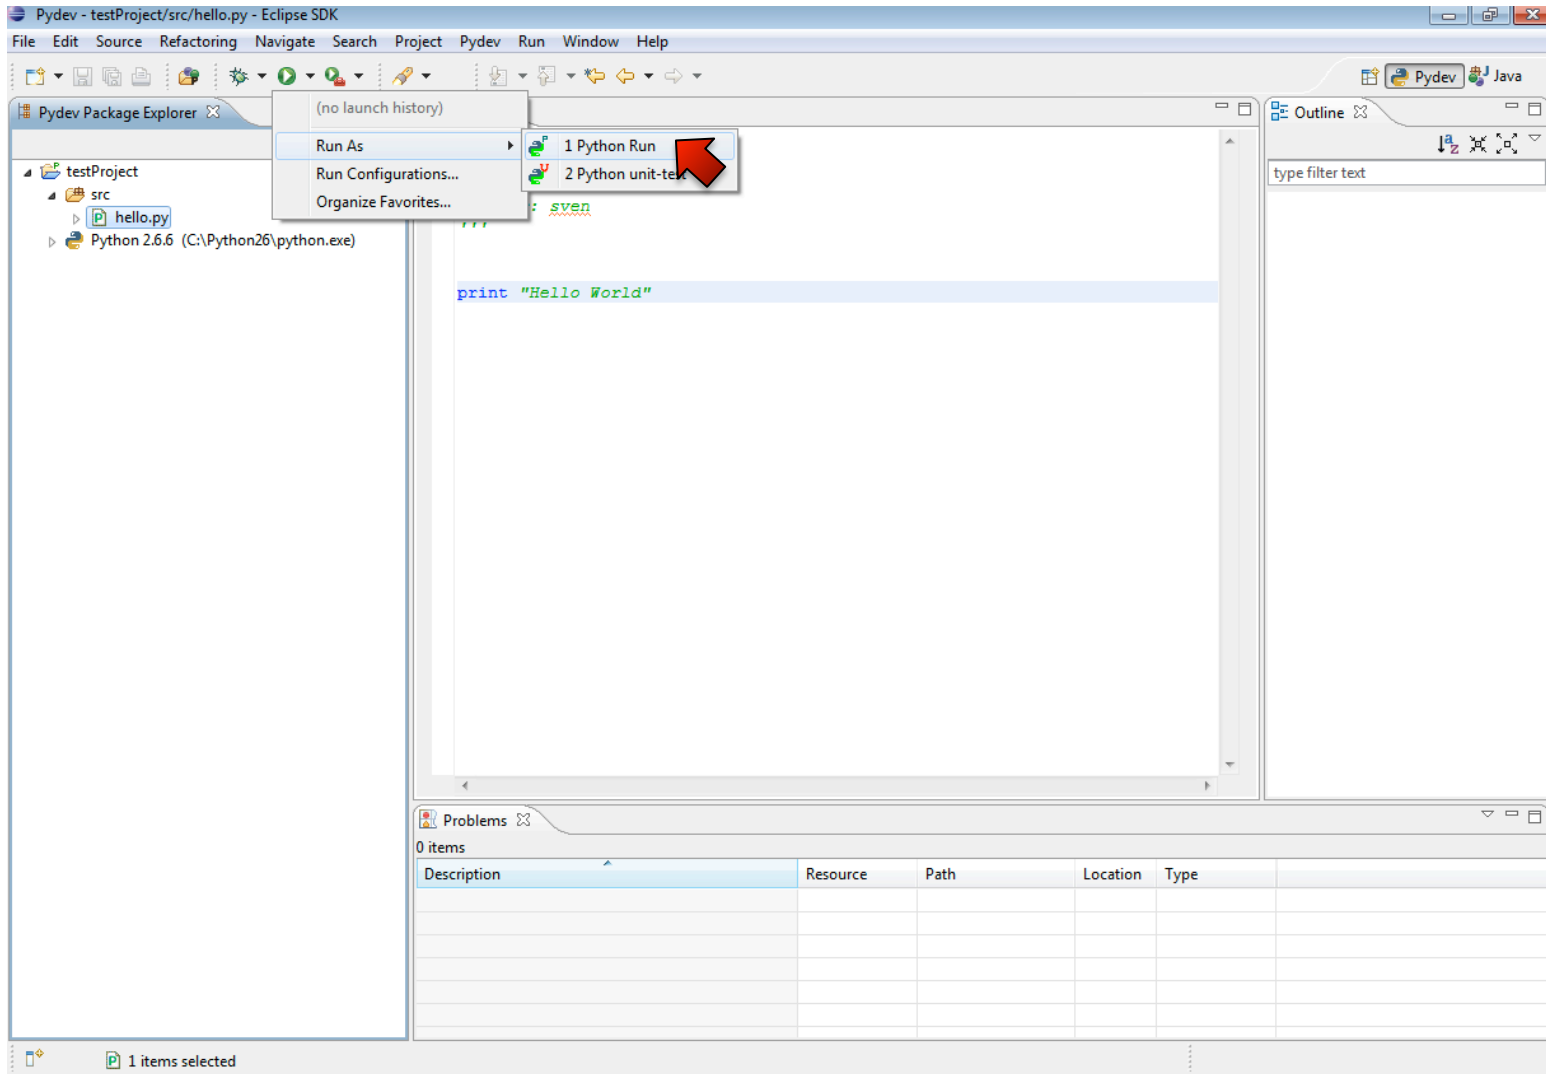 Pydev - testProject/src/hello.py - Eclipse SDK
File Edit Source Refactoring Navigate Search Project Pydev Run Window Help
Pydev Java
Pydev Package Explorer
(no launch history)
Run As
Run Configurations...
Organize Favorites...
1 Python Run
2 Python unit-test
testProject
src
hello.py
Python 2.6.6 (C:\Python26\python.exe)
: sven
'''
print "Hello World"
Outline
type filter text
Problems
0 items
Description Resource Path Location Type
1 items selected